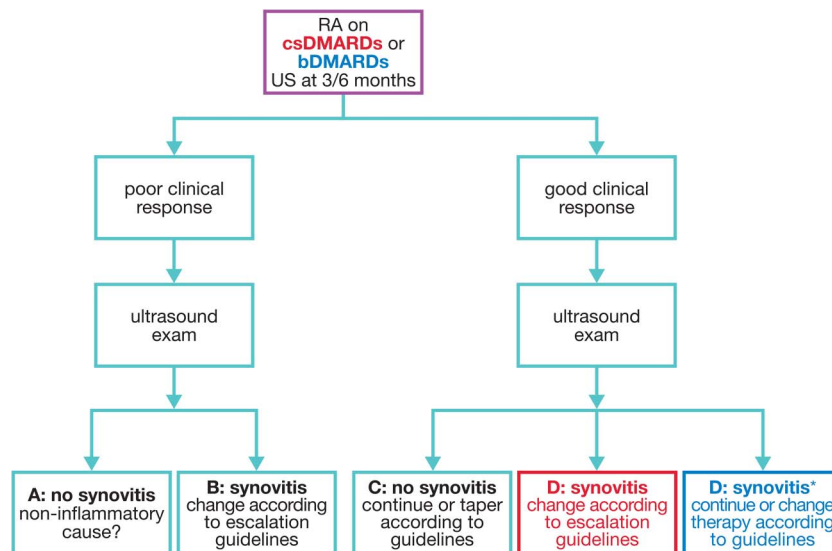 RA on
csDMARDs or
bDMARDs
US at 3/6 months
poor clinical
response
good clinical
response
ultrasound
exam
ultrasound
exam
A: no synovitis
non-inflammatory
cause?
B: synovitis
change according
to escalation
guidelines
C: no synovitis
continue or taper
according to
guidelines
D: synovitis
change according
to escalation
guidelines
D: synovitis*
continue or change
therapy according
to guidelines